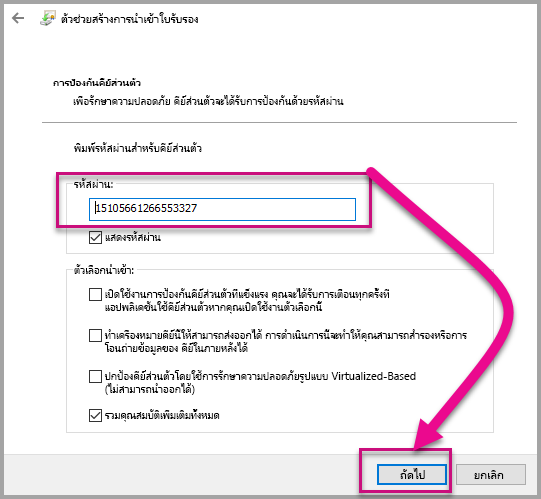 ตัวช่วยสร้างการนำเข้าใบรับรอง
การป้องกันคีย์ส่วนตัว
เพื่อรักษาความปลอดภัย คีย์ส่วนตัวจะได้รับการป้องกันด้วยรหัสผ่าน
พิมพ์รหัสผ่านสำหรับคีย์ส่วนตัว
รหัสผ่าน:
15105661266553327
แสดงรหัสผ่าน
ตัวเลือกนำเข้า:
เปิดใช้งานการป้องกันคีย์ส่วนตัวที่แข็งแรง คุณจะได้รับการเตือนทุกครั้งที่
แอปพลิเคชันใช้คีย์ส่วนตัวหากคุณเปิดใช้งานตัวเลือกนี้
ทำเครื่องหมายคีย์นี้ให้สามารถส่งออกได้ การดำเนินการนี้จะทำให้คุณสามารถสำรองหรือการ
โอนถ่ายข้อมูลของ คีย์ในภายหลังได้
ปกป้องคีย์ส่วนตัวโดยใช้การรักษาความปลอดภัยรูปแบบ Virtualized-Based
(ไม่สามารถนำออกได้)
รวมคุณสมบัติเพิ่มเติมทั้งหมด
ถัดไป
ยกเลิก